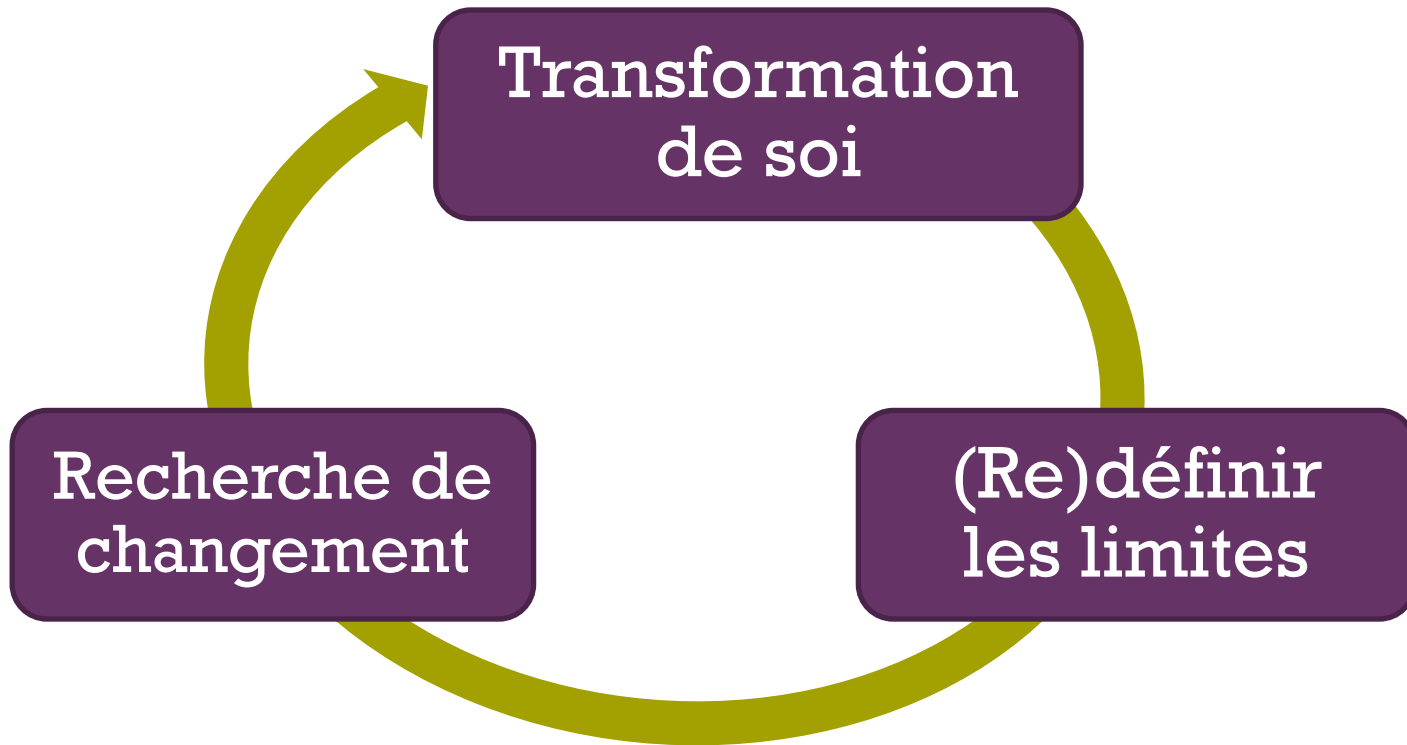 Transformation
de soi
(Re)définir
les limites
Recherche de
changement